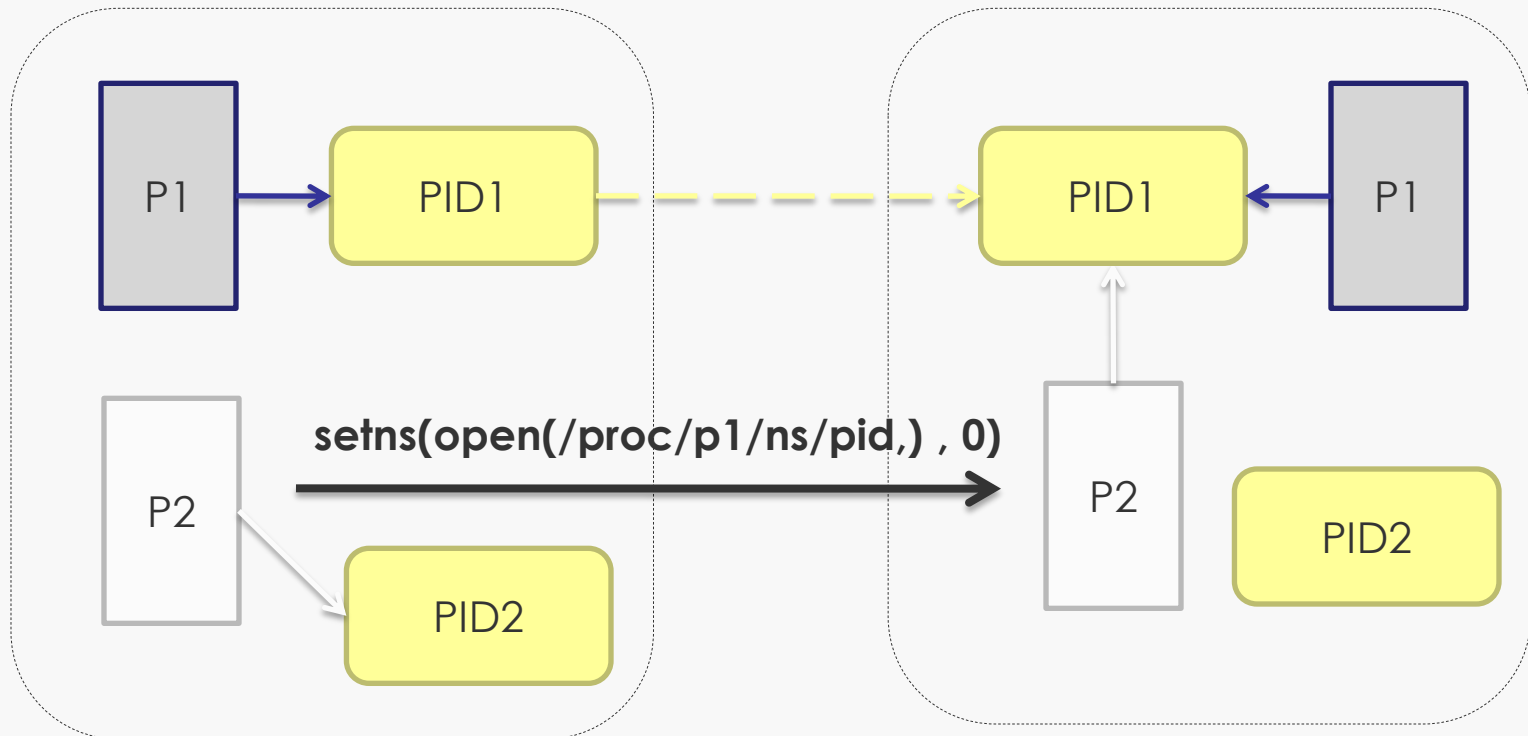 P1
PID1
PID1
P1
setns(open(/proc/p1/ns/pid,) , 0)
P2
P2
PID2
PID2